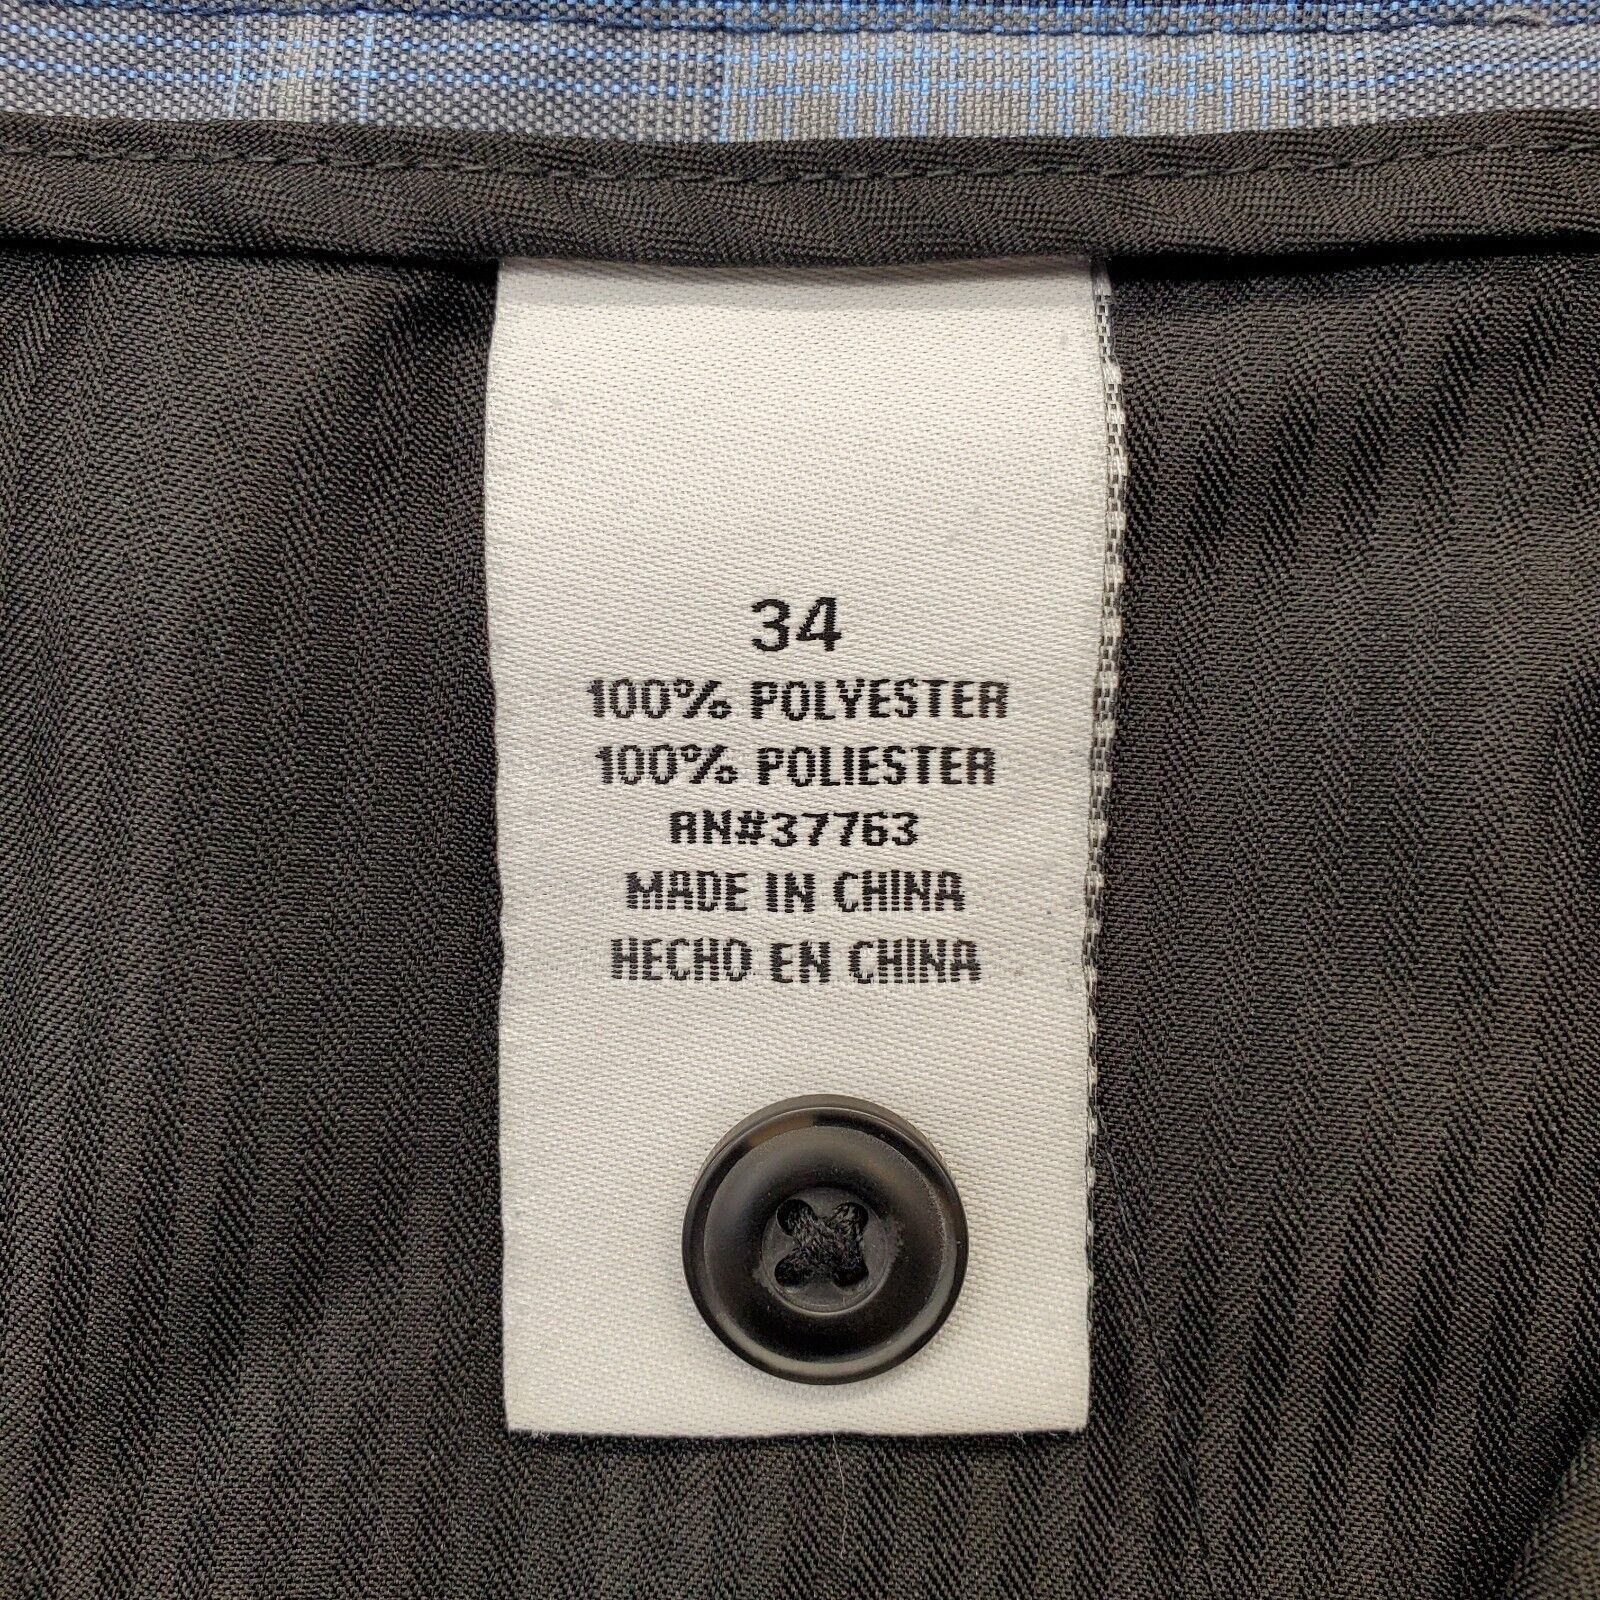 34
100% POLYESTER
100% POLIESTER
RN#37763
MADE IN CHINA
HECHO EN CHINA